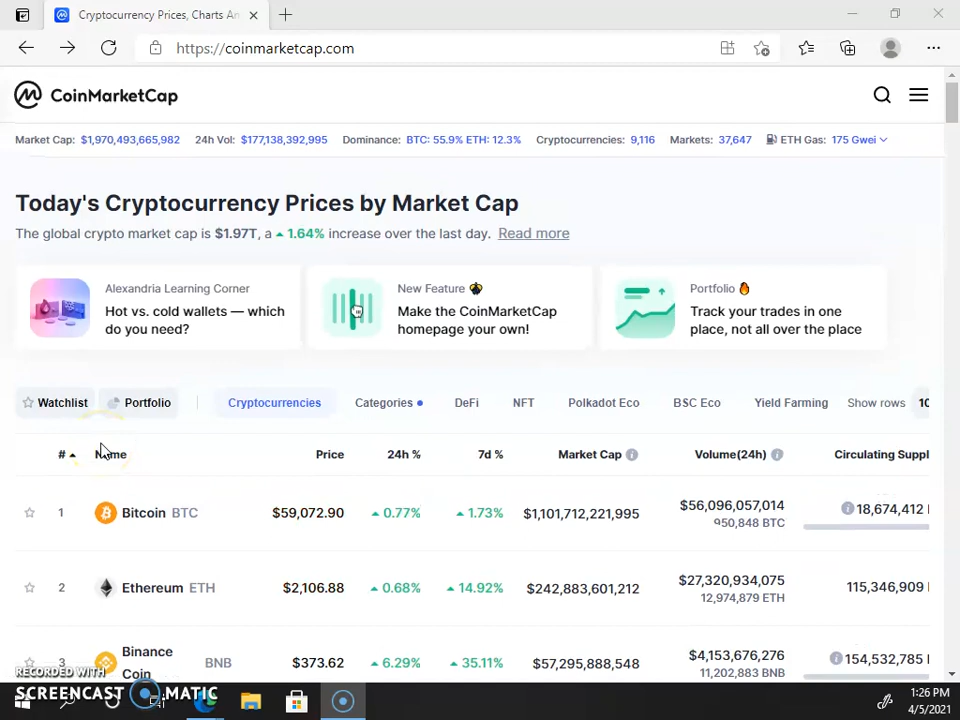 Cryptocurrency Prices, Charts An
https://coinmarketcap.com
CoinMarketCap
Market Cap: $1,970,493,665,982 24h Vol: $177,138,392,995 Dominance: BTC: 55.9% ETH: 12.3% Cryptocurrencies: 9,116 Markets: 37,647 ETH Gas: 175 Gwei
Today's Cryptocurrency Prices by Market Cap
The global crypto market cap is $1.97T, a 1.64% increase over the last day. Read more
Alexandria Learning Corner
Hot vs. cold wallets — which
do you need?
New Feature
Make the CoinMarketCap
homepage your own!
Portfolio
Track your trades in one
place, not all over the place
Watchlist Portfolio Cryptocurrencies Categories DeFi NFT Polkadot Eco BSC Eco Yield Farming Show rows 10
# Name Price 24h % 7d % Market Cap Volume(24h) Circulating Suppl
1 Bitcoin BTC $59,072.90 0.77% 1.73% $1,101,712,221,995 $56,096,057,014 18,674,412
950,848 BTC
2 Ethereum ETH $2,106.88 0.68% 14.92% $242,883,601,212 $27,320,934,075 115,346,909
12,974,879 ETH
3 Binance Coin BNB $373.62 6.29% 35.11% $57,295,888,548 $4,153,676,276 154,532,785
11,202,883 BNB
RECORDED WITH
SCREENCAST MATIC
1:26 PM
4/5/2021